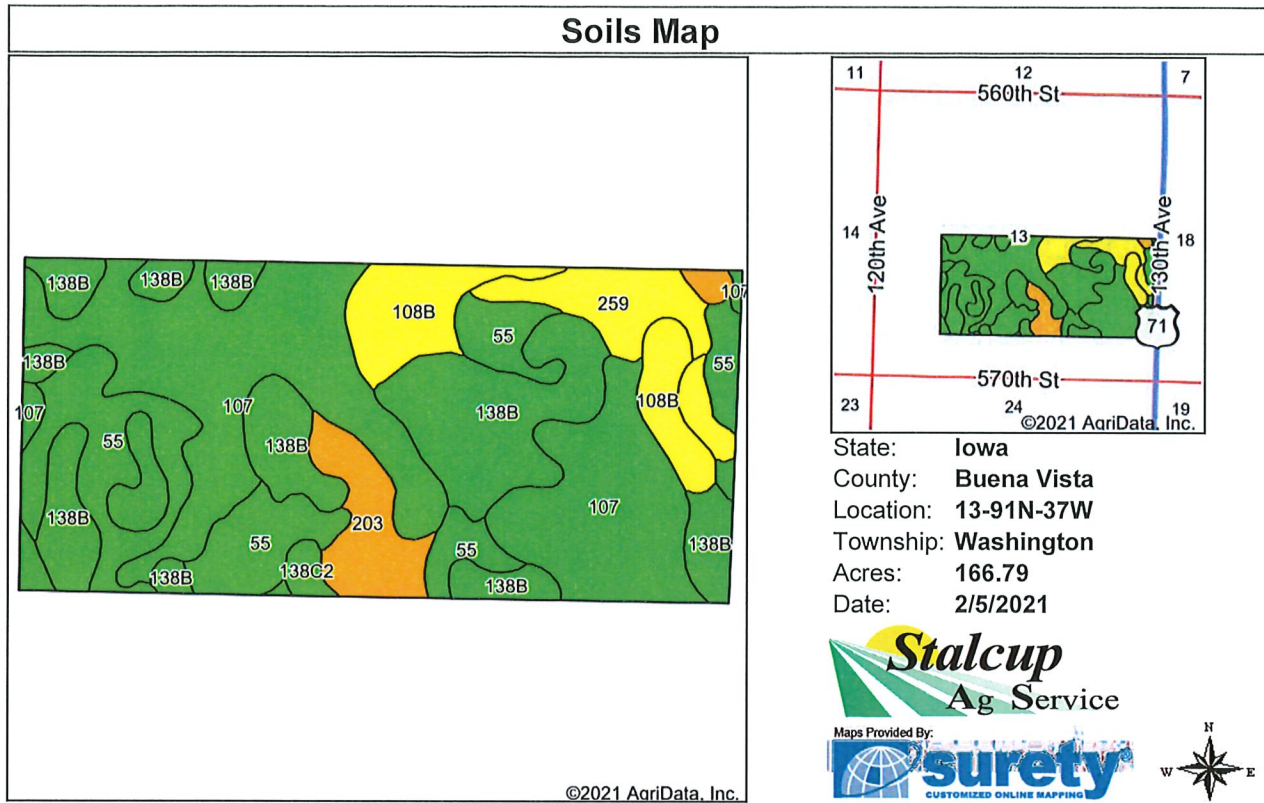 Soils Map
138B
138B
138B
108B
259
107
55
138B
55
107
138B
108B
107
55
138B
138B
107
203
138B
55
55
138B
138B
138C2
138B
©2021 AgriData, Inc.
11
12
7
560th St
120th Ave
14
13
130th Ave
18
71
570th St
23
24
19
©2021 AgriData, Inc.
State: Iowa
County: Buena Vista
Location: 13-91N-37W
Township: Washington
Acres: 166.79
Date: 2/5/2021
Stalcup
Ag Service
Maps Provided By:
surety
CUSTOMIZED ONLINE MAPPING
N
W E
S